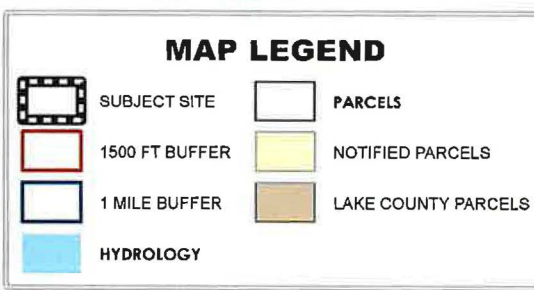 MAP LEGEND
SUBJECT SITE
PARCELS
1500 FT BUFFER
NOTIFIED PARCELS
1 MILE BUFFER
LAKE COUNTY PARCELS
HYDROLOGY